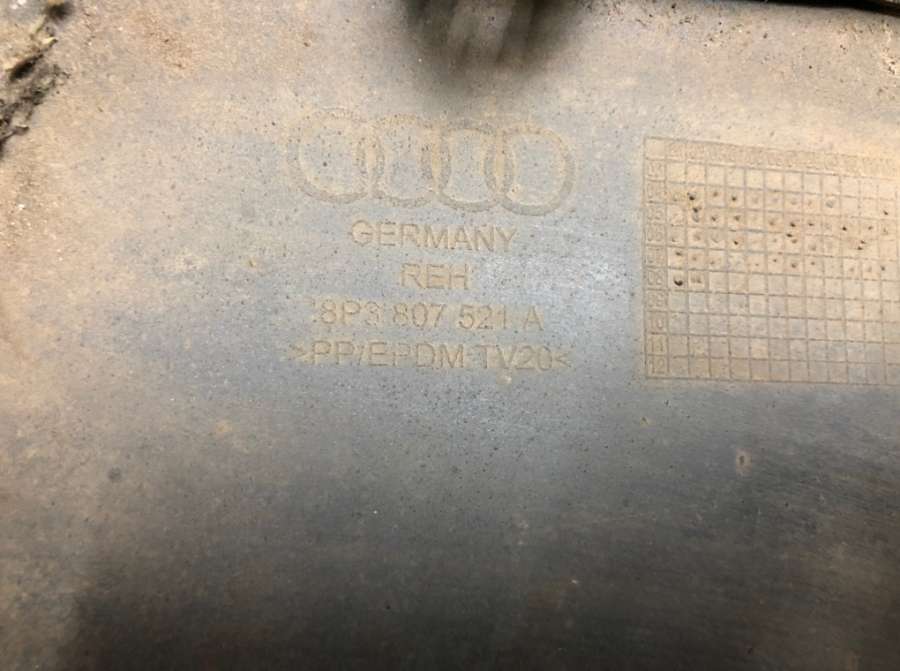 GERMANY
REH
8P3 807 521 A
>PP/EPDM-TV20<